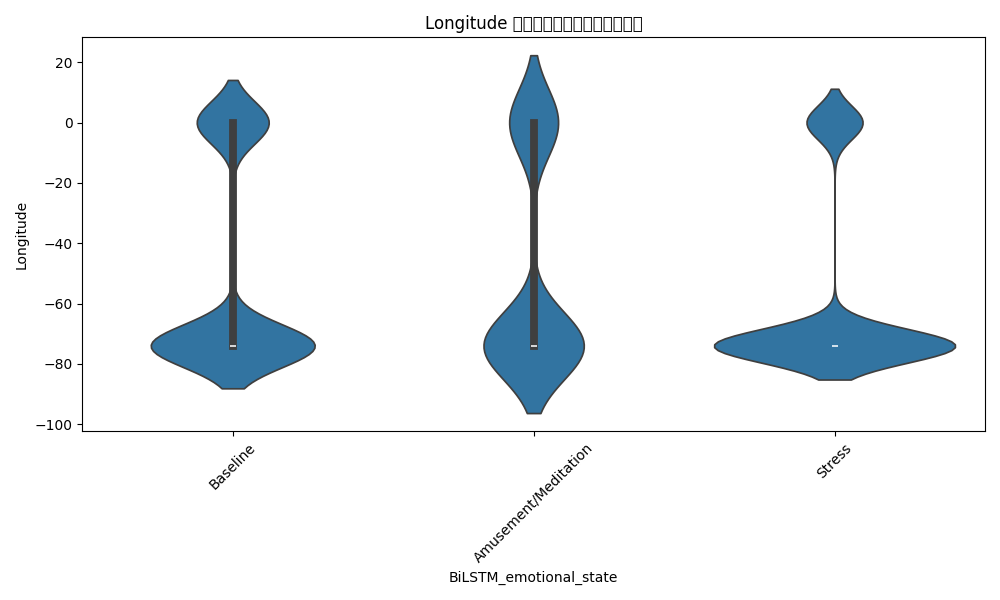 Longitude
20
0
−20
−40
−60
−80
−100
Longitude
Baseline
Amusement/Meditation
Stress
BiLSTM_emotional_state